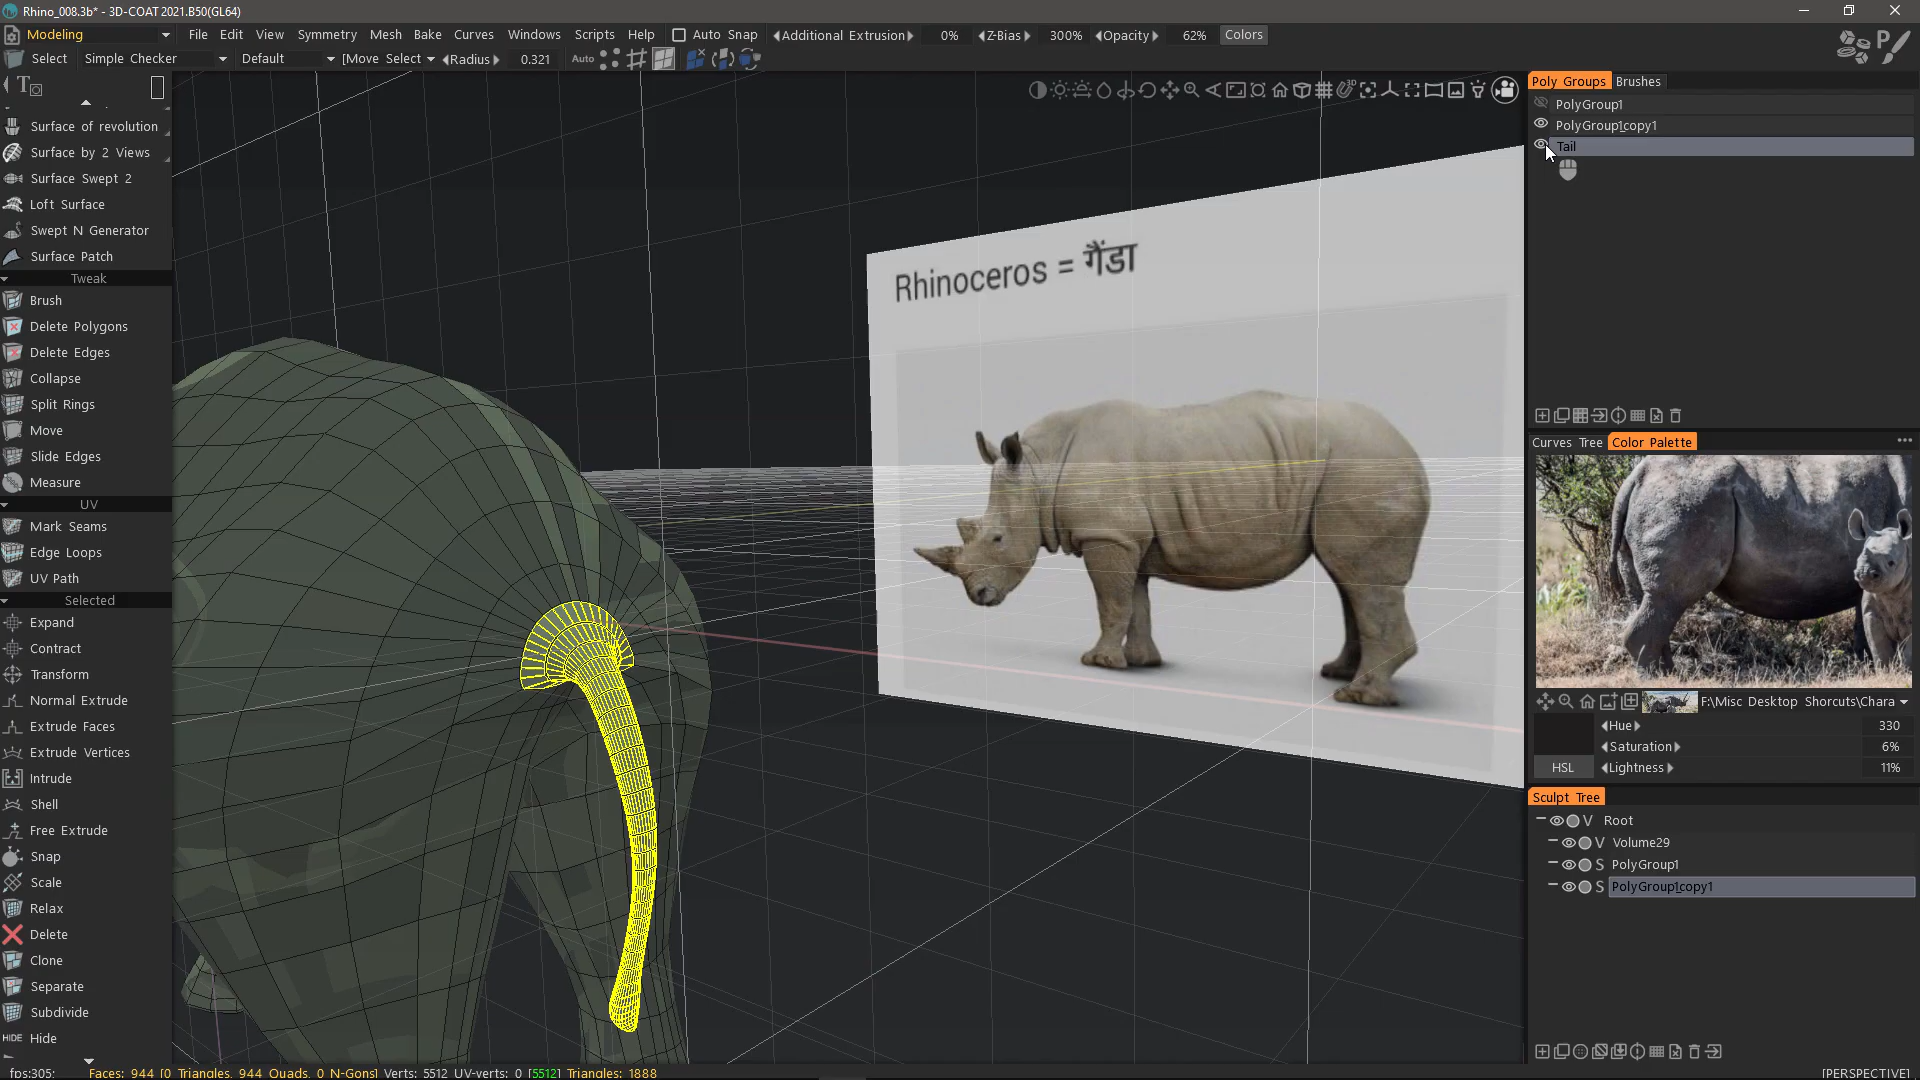 Rhino_008.3b* - 3D-COAT 2021.B50(GL64)
Modeling File Edit View Symmetry Mesh Bake Curves Windows Scripts Help Auto Snap Additional Extrusion 0% Z-Bias 300% Opacity 62% Colors
Select Simple Checker Default [Move Select Radius 0.321 Auto
Surface of revolution
Surface by 2 Views
Surface Swept 2
Loft Surface
Swept N Generator
Surface Patch
Tweak
Brush
Delete Polygons
Delete Edges
Collapse
Split Rings
Move
Slide Edges
Measure
UV
Mark Seams
Edge Loops
UV Path
Selected
Expand
Contract
Transform
Normal Extrude
Extrude Faces
Extrude Vertices
Intrude
Shell
Free Extrude
Snap
Scale
Relax
Delete
Clone
Separate
Subdivide
HIDE Hide
Rhinoceros = गैंडा
Poly Groups Brushes
PolyGroup1
PolyGroup1copy1
Tail
Curves Tree Color Palette
F:\Misc Desktop Shorcuts\Chara
Hue 330
Saturation 6%
HSL Lightness 11%
Sculpt Tree
V Root
V Volume29
S PolyGroup1
S PolyGroup1copy1
fps:305; Faces: 944 [0 Triangles, 944 Quads, 0 N-Gons] Verts: 5512 UV-verts: 0 [5512] Triangles: 1888
[PERSPECTIVE]